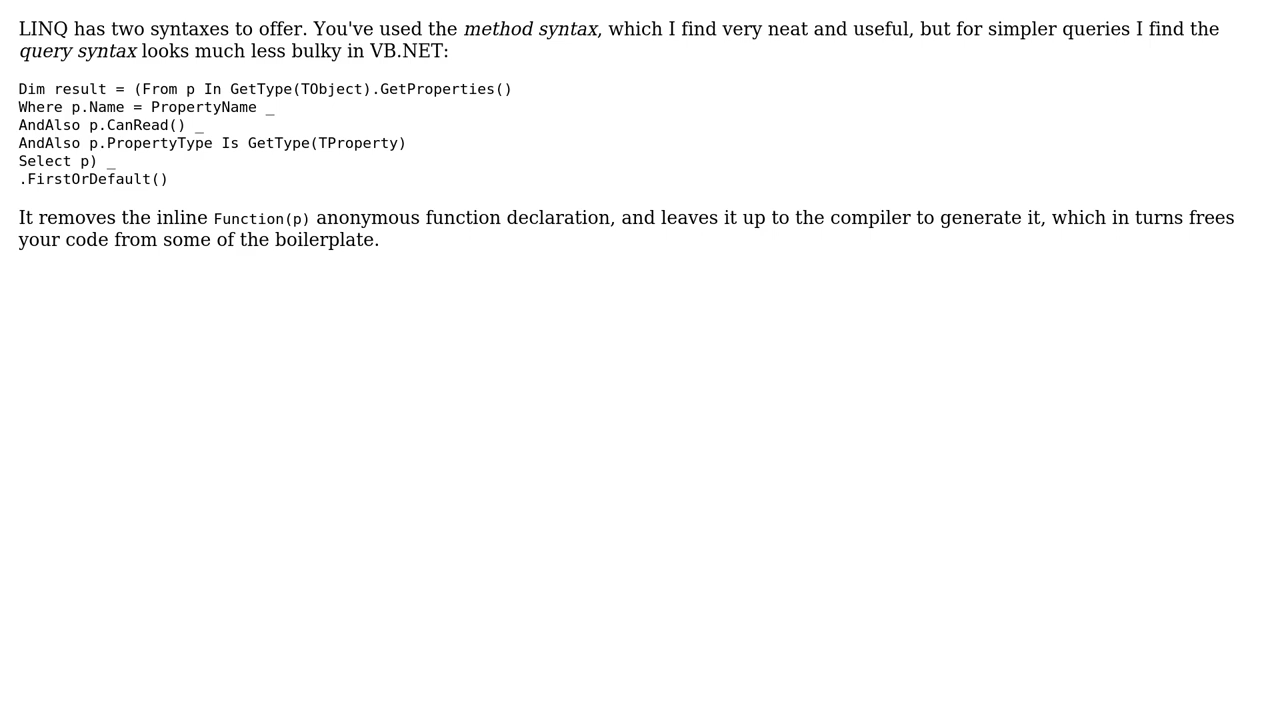 LINQ has two syntaxes to offer. You've used the method syntax, which I find very neat and useful, but for simpler queries I find the
query syntax looks much less bulky in VB.NET:
Dim result = (From p In GetType(TObject).GetProperties()
Where p.Name = PropertyName _
AndAlso p.CanRead() _
AndAlso p.PropertyType Is GetType(TProperty)
Select p) _
.FirstOrDefault()
It removes the inline Function(p) anonymous function declaration, and leaves it up to the compiler to generate it, which in turns frees
your code from some of the boilerplate.